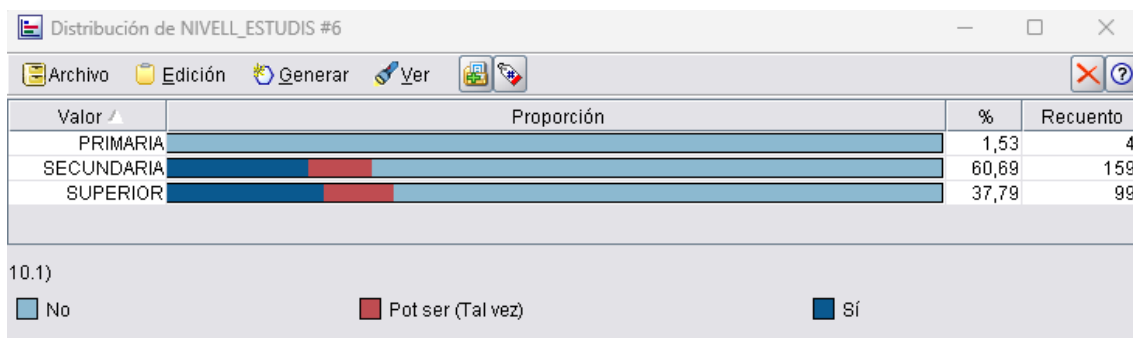 Distribución de NIVELL_ESTUDIS #6
Archivo Edición Generar Ver
Valor Proporción % Recuento
PRIMARIA 1,53 4
SECUNDARIA 60,69 159
SUPERIOR 37,79 99
10.1)
No Pot ser (Tal vez) Sí